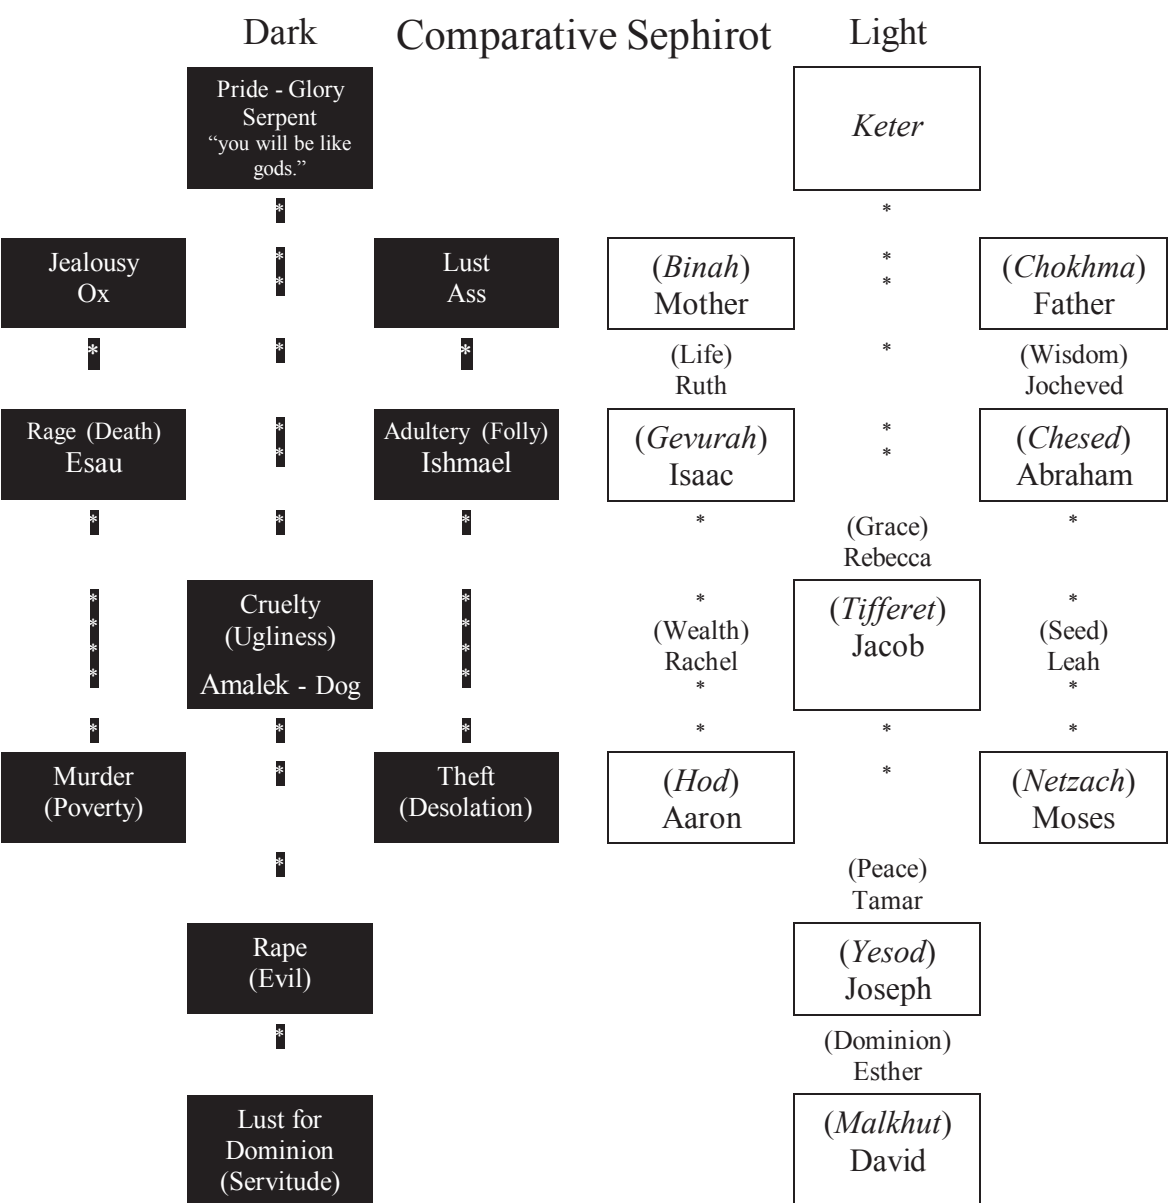 Dark Comparative Sephirot Light
Pride - Glory
Serpent
“you will be like
gods.”
Keter
* *
* *
* *
Jealousy
Ox
Lust
Ass
(Binah)
Mother
(Chokhma)
Father
* * * *
(Life)
Ruth
(Wisdom)
Jocheved
* *
* *
Rage (Death)
Esau
Adultery (Folly)
Ishmael
(Gevurah)
Isaac
(Chesed)
Abraham
* * * * *
(Grace)
Rebecca
* * * *
* *
* *
* *
Cruelty
(Ugliness)
Amalek - Dog
(Wealth)
Rachel
*
(Tifferet)
Jacob
(Seed)
Leah
*
* * * * * *
* *
Murder
(Poverty)
Theft
(Desolation)
(Hod)
Aaron
(Netzach)
Moses
*
(Peace)
Tamar
Rape
(Evil)
(Yesod)
Joseph
*
(Dominion)
Esther
Lust for
Dominion
(Servitude)
(Malkhut)
David